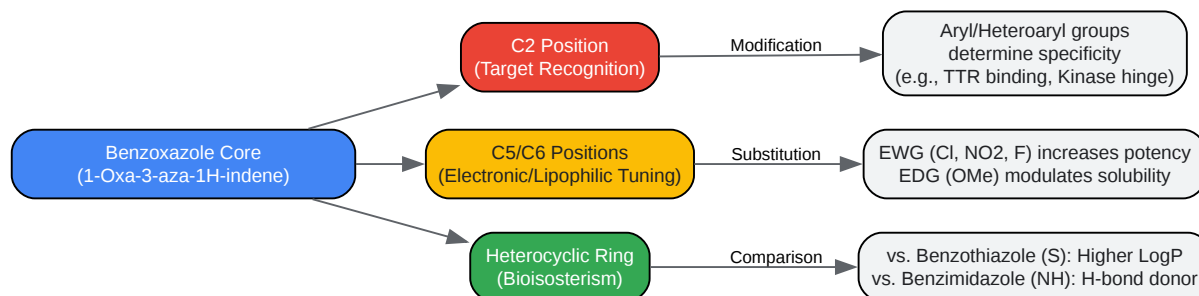 C2 Position
(Target Recognition)
Modification
Aryl/Heteroaryl groups
determine specificity
(e.g., TTR binding, Kinase hinge)
Benzoxazole Core
(1-Oxa-3-aza-1H-indene)
C5/C6 Positions
(Electronic/Lipophilic Tuning)
Substitution
EWG (Cl, NO2, F) increases potency
EDG (OMe) modulates solubility
Heterocyclic Ring
(Bioisosterism)
Comparison
vs. Benzothiazole (S): Higher LogP
vs. Benzimidazole (NH): H-bond donor